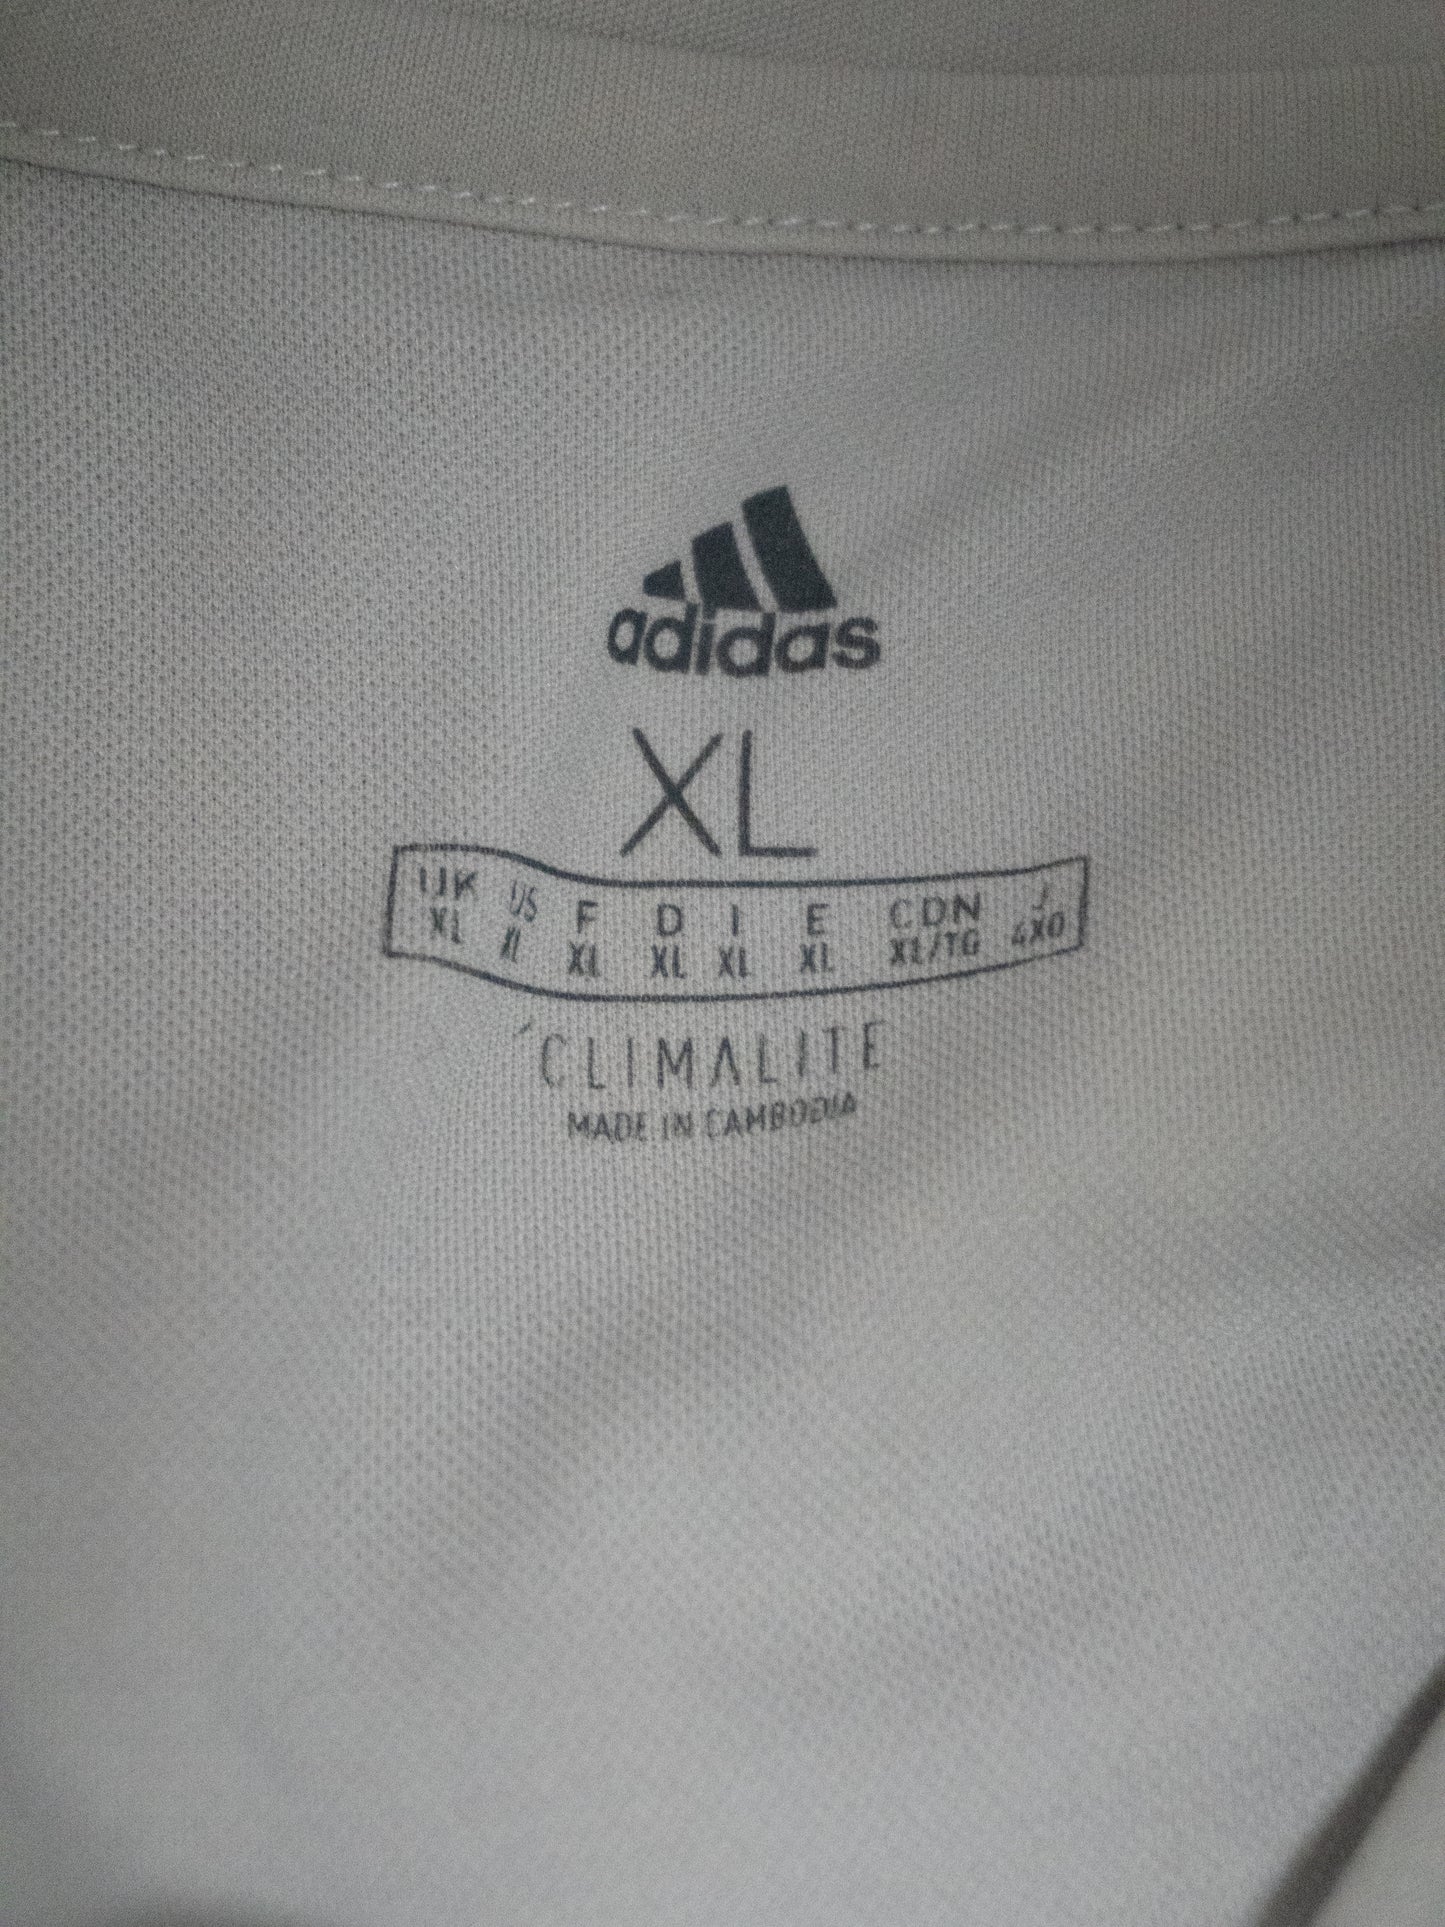 adidas
XL
UK US F D I E CDN J
XL XL XL XL XL XL XL/TG 4XO
CLIMALITE
MADE IN CAMBODIA